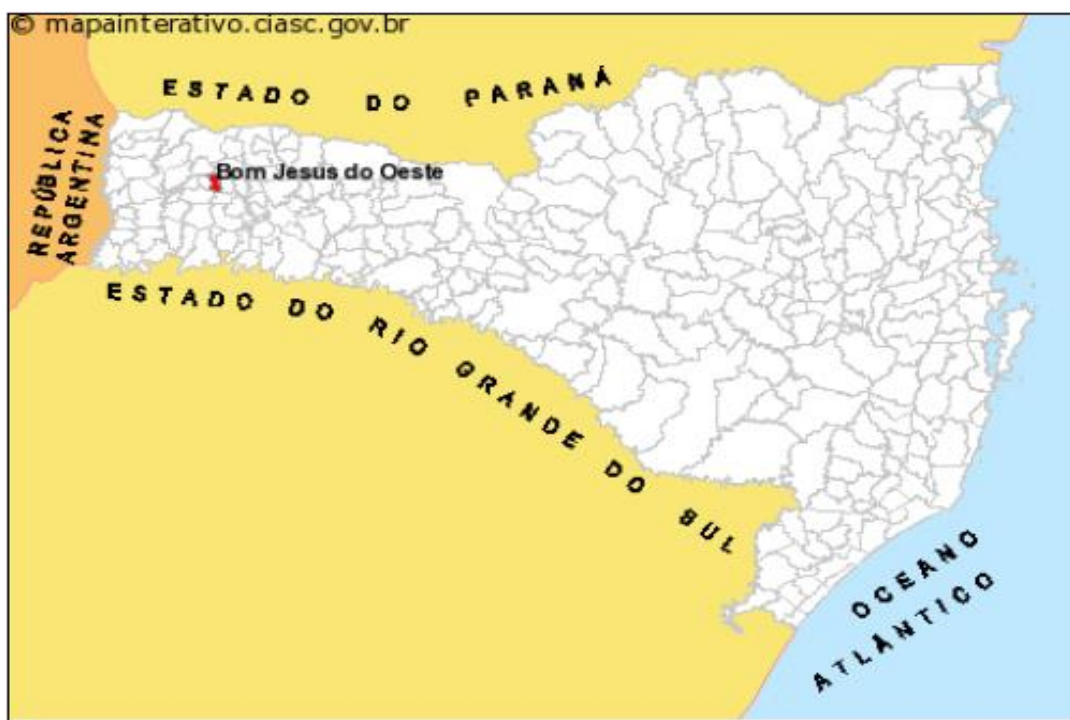 © mapainterativo.ciasc.gov.br
ESTADO DO PARANÁ
REPÚBLICA
ARGENTINA
Bom Jesus do Oeste
ESTADO DO RIO GRANDE DO SUL
OCEANO
ATLÂNTICO